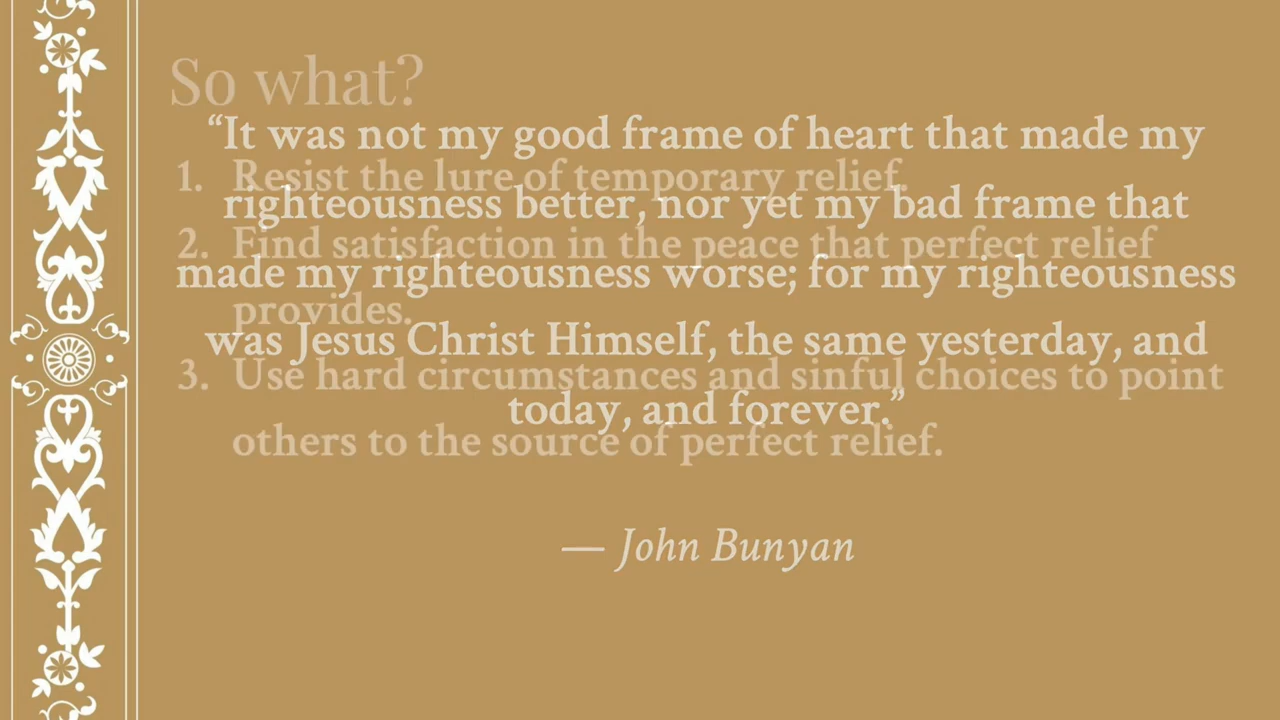 So what?
1. Resist the lure of temporary relief.
2. Find satisfaction in the peace that perfect relief
provides.
3. Use hard circumstances and sinful choices to point
others to the source of perfect relief.
“It was not my good frame of heart that made my
righteousness better, nor yet my bad frame that
made my righteousness worse; for my righteousness
was Jesus Christ Himself, the same yesterday, and
today, and forever.”
— John Bunyan